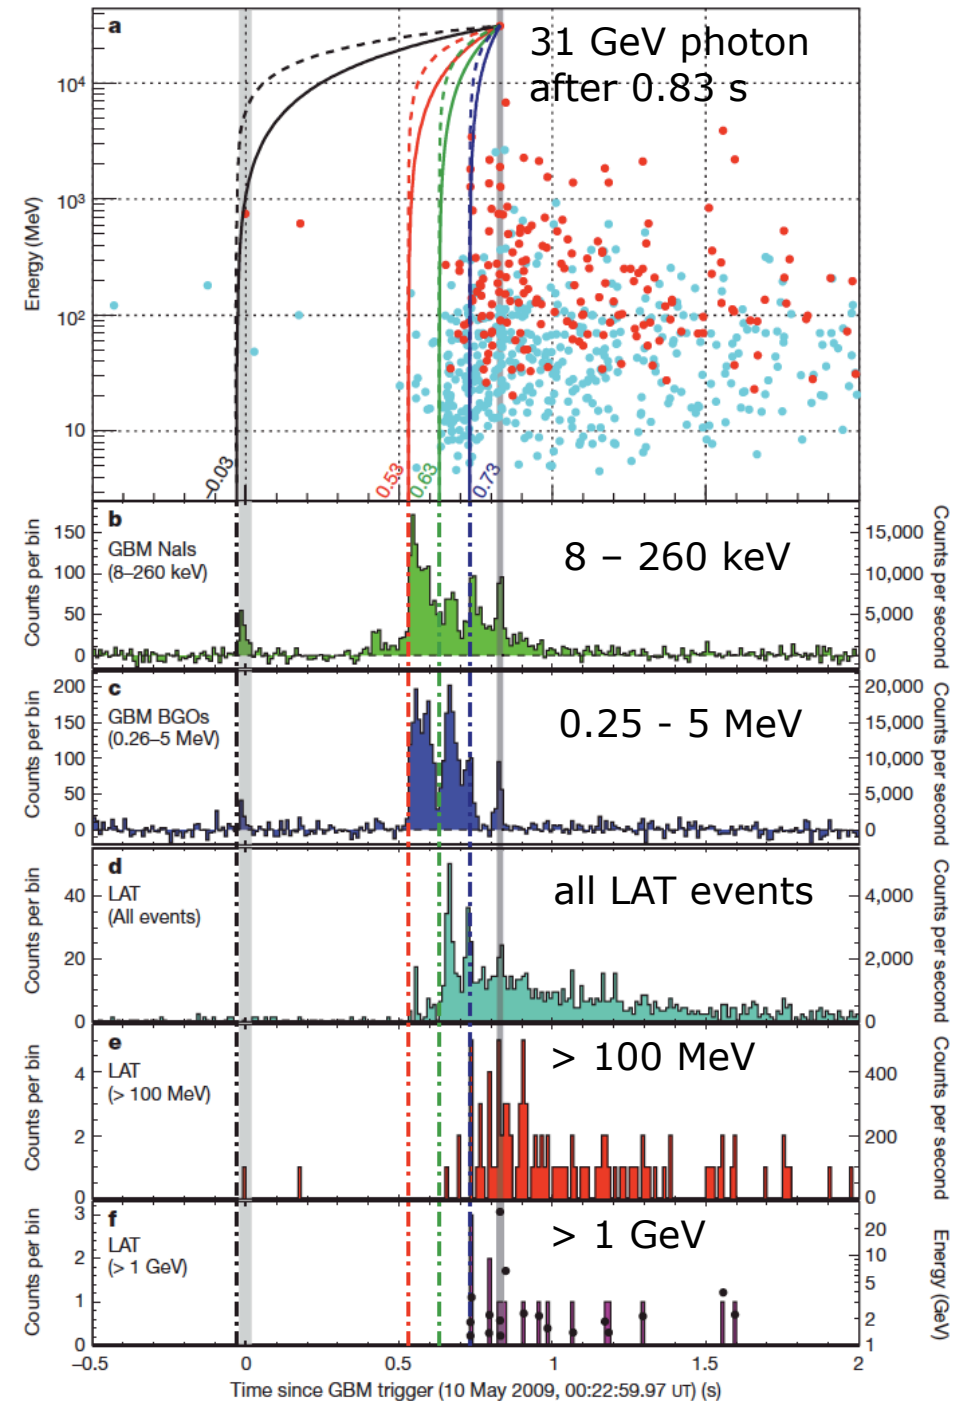 a
31 GeV photon
after 0.83 s
Energy (MeV)
10⁴
10³
10²
10
–0.03
0.53
0.63
0.73
b
GBM NaIs
(8–260 keV)
8 – 260 keV
Counts per bin
150
100
50
0
15,000
10,000
5,000
0
Counts per second
c
GBM BGOs
(0.26–5 MeV)
0.25 - 5 MeV
Counts per bin
200
150
100
50
0
20,000
15,000
10,000
5,000
0
Counts per second
d
LAT
(All events)
all LAT events
Counts per bin
40
20
0
4,000
2,000
0
Counts per second
e
LAT
(> 100 MeV)
> 100 MeV
Counts per bin
4
2
0
400
200
0
Counts per second
f
LAT
(> 1 GeV)
> 1 GeV
Counts per bin
3
2
1
0
20
10
5
2
1
Energy (GeV)
–0.5
0
0.5
1
1.5
2
Time since GBM trigger (10 May 2009, 00:22:59.97 UT) (s)